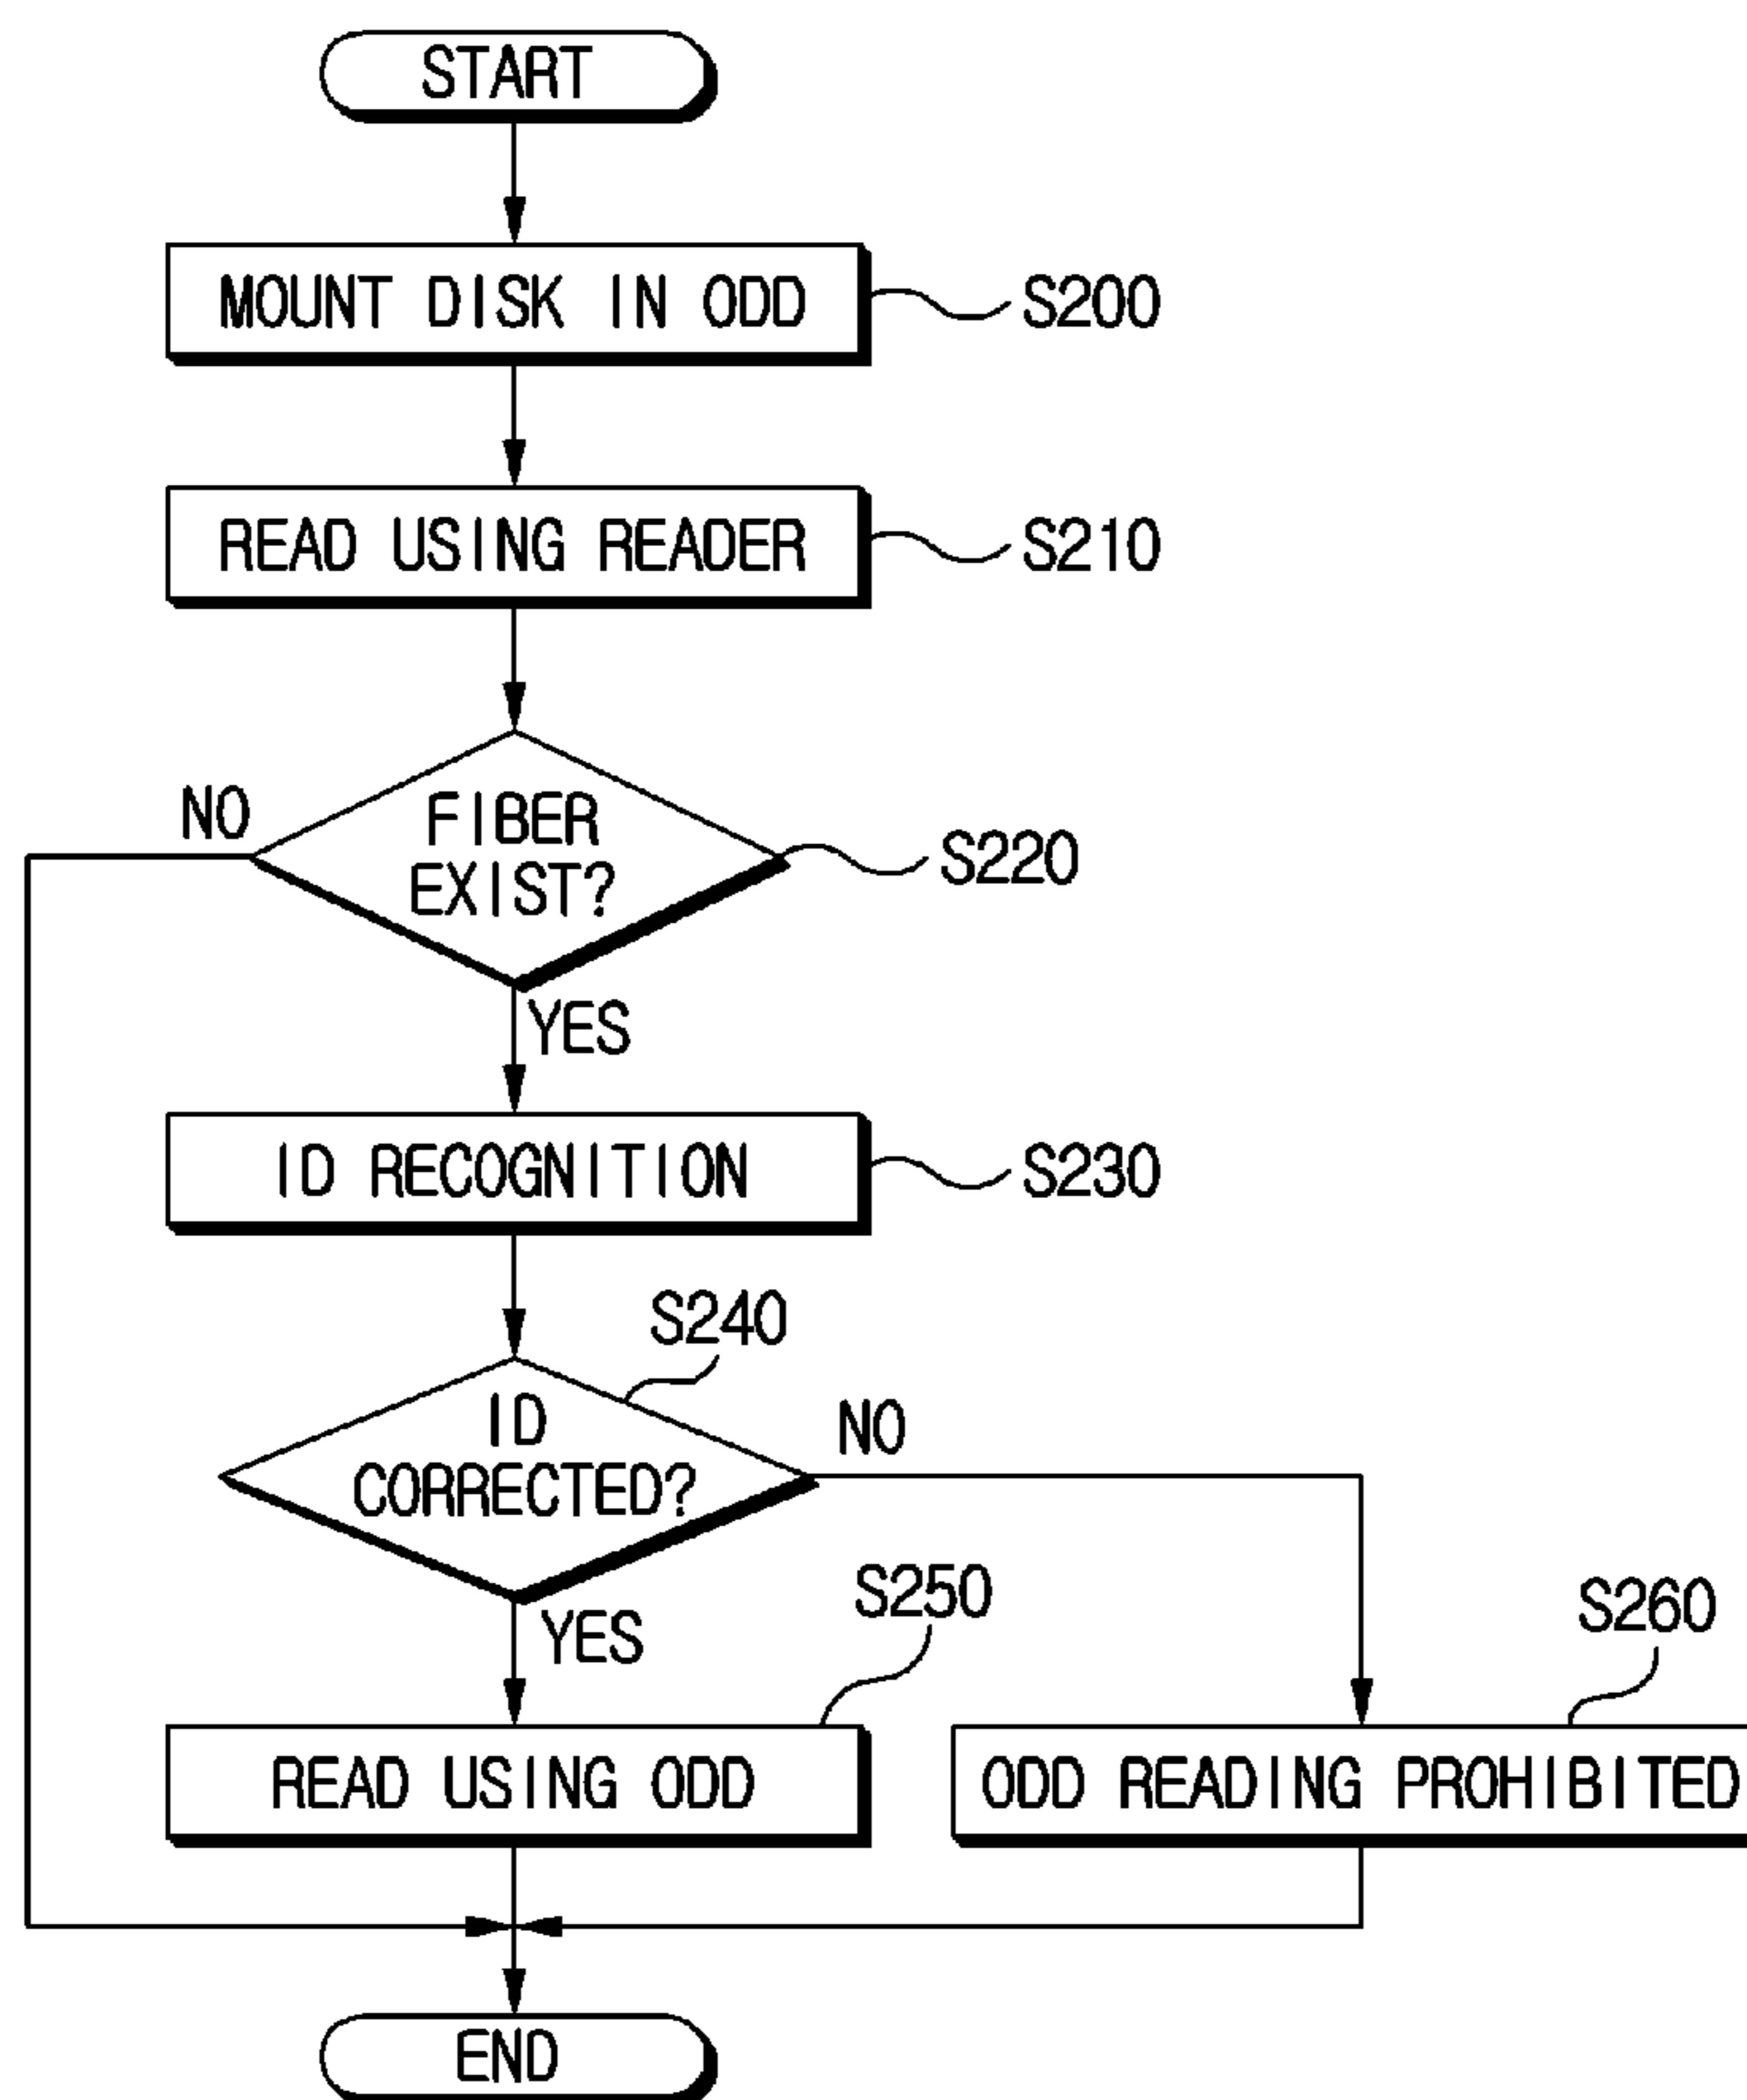 START
MOUNT DISK IN ODD
S200
READ USING READER
S210
NO
FIBER
EXIST?
S220
YES
ID RECOGNITION
S230
S240
ID
CORRECTED?
NO
YES
S250
S260
READ USING ODD
ODD READING PROHIBITED
END